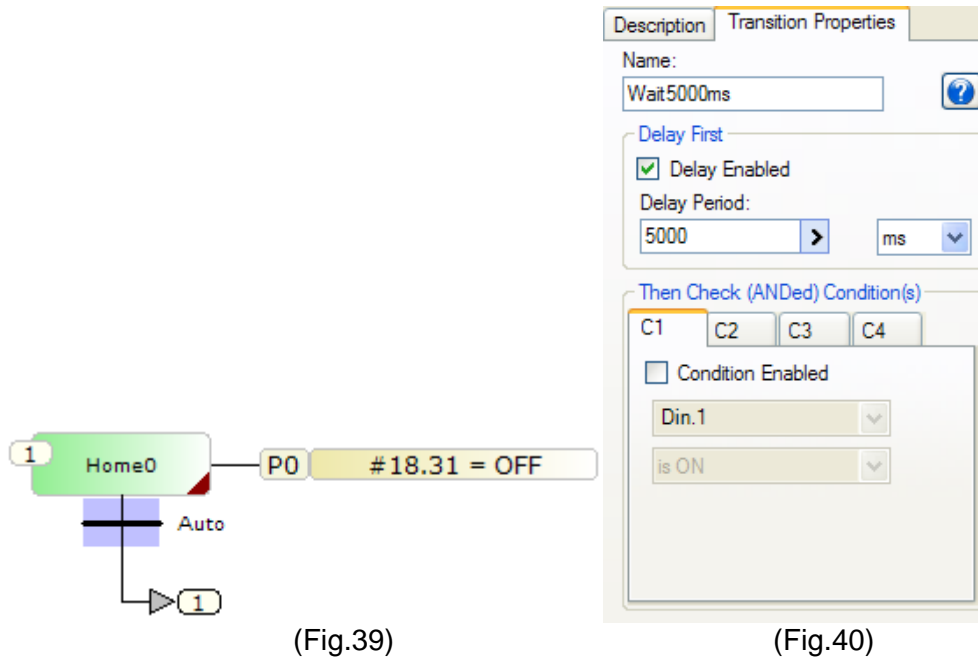 Description Transition Properties
Name:
Wait5000ms
?
Delay First
Delay Enabled
Delay Period:
5000 > ms
Then Check (ANDed) Condition(s)
C1 C2 C3 C4
Condition Enabled
Din.1
is ON
1 Home0 P0 #18.31 = OFF
Auto
1
(Fig.39) (Fig.40)